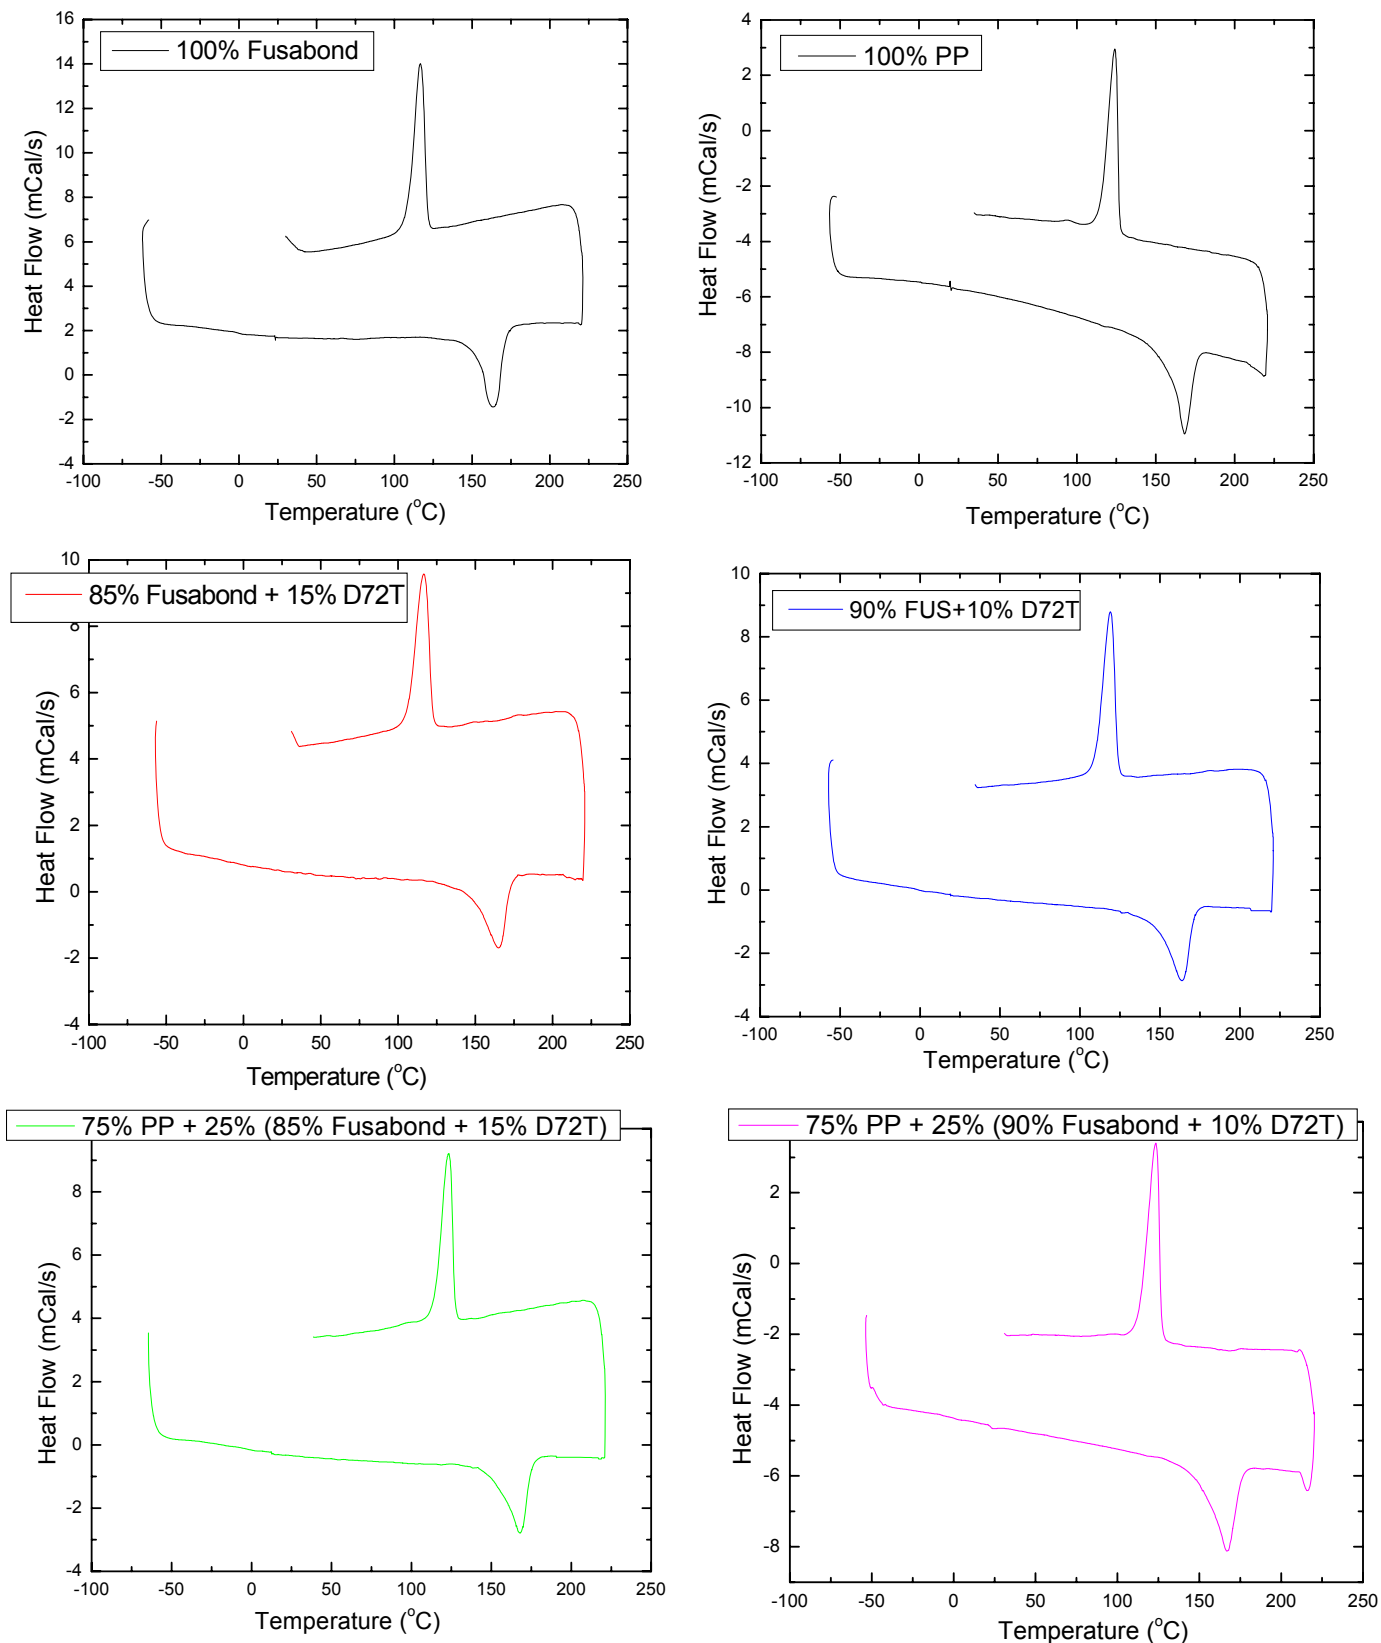 100% Fusabond
16
14
12
10
8
6
4
2
0
-2
-4
Heat Flow (mCal/s)
-100 -50 0 50 100 150 200 250
Temperature (°C)
100% PP
4
2
0
-2
-4
-6
-8
-10
-12
Heat Flow (mCal/s)
-100 -50 0 50 100 150 200 250
Temperature (°C)
85% Fusabond + 15% D72T
10
8
6
4
2
0
-2
-4
Heat Flow (mCal/s)
-100 -50 0 50 100 150 200 250
Temperature (°C)
90% FUS+10% D72T
10
8
6
4
2
0
-2
-4
Heat Flow (mCal/s)
-100 -50 0 50 100 150 200 250
Temperature (°C)
75% PP + 25% (85% Fusabond + 15% D72T)
8
6
4
2
0
-2
-4
Heat Flow (mCal/s)
-100 -50 0 50 100 150 200 250
Temperature (°C)
75% PP + 25% (90% Fusabond + 10% D72T)
2
0
-2
-4
-6
-8
Heat Flow (mCal/s)
-100 -50 0 50 100 150 200 250
Temperature (°C)